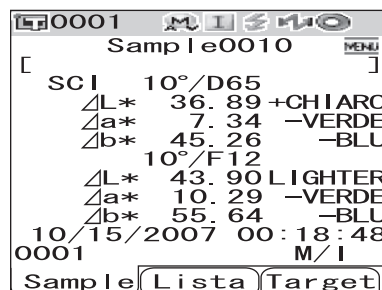 0001 M I
Sample0010 MENU
[ ]
SCI 10°/D65
⊿L* 36.89 +CHIARO
⊿a* 7.34 −VERDE
⊿b* 45.26 −BLU
10°/F12
⊿L* 43.90 LIGHTER
⊿a* 10.29 −VERDE
⊿b* 55.64 −BLU
10/15/2007 00:18:48
0001 M/I
Sample Lista Target